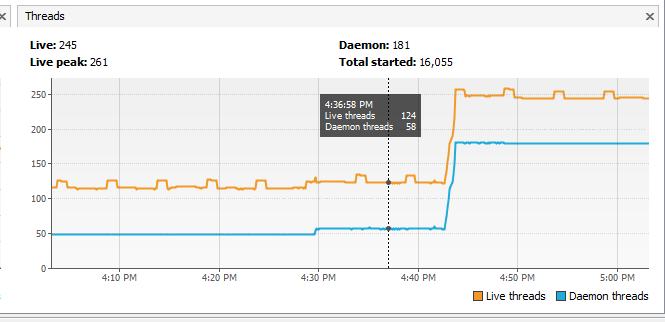 Threads
Live: 245
Daemon: 181
Live peak: 261
Total started: 16,055
250
200
150
100
50
0
4:36:58 PM
Live threads 124
Daemon threads 58
4:10 PM
4:20 PM
4:30 PM
4:40 PM
4:50 PM
5:00 PM
Live threads
Daemon threads